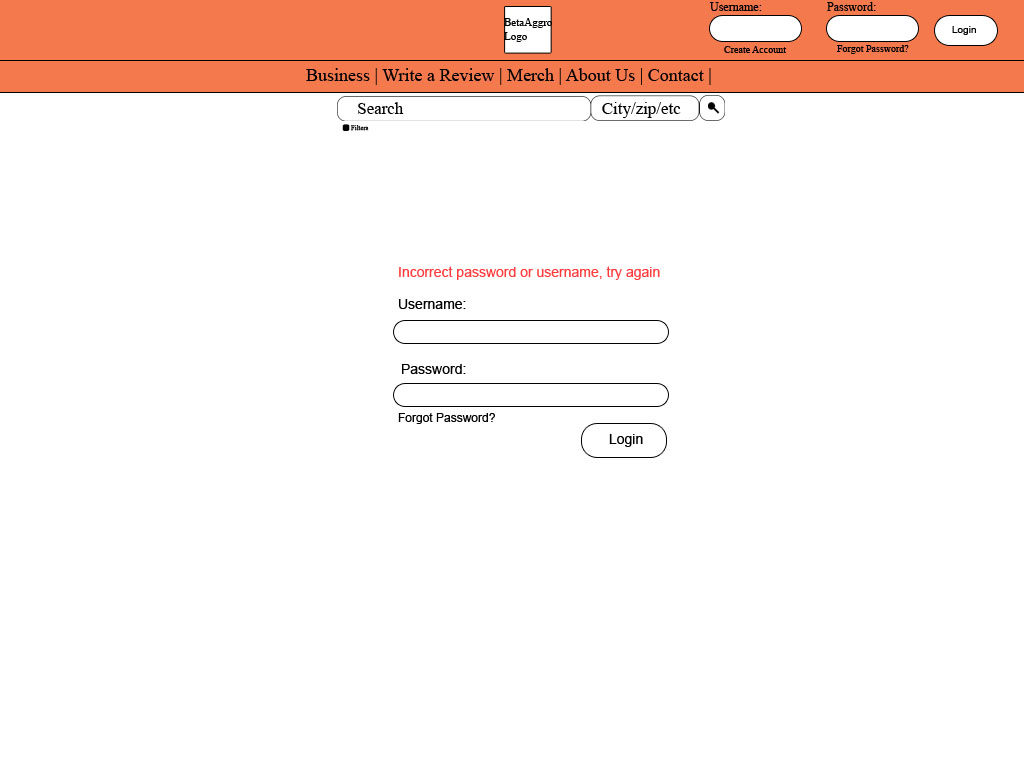 BetaAggro
Logo
Username:
Password:
Login
Create Account
Forgot Password?
Business | Write a Review | Merch | About Us | Contact |
Search
City/zip/etc
Filters
Incorrect password or username, try again
Username:
Password:
Forgot Password?
Login